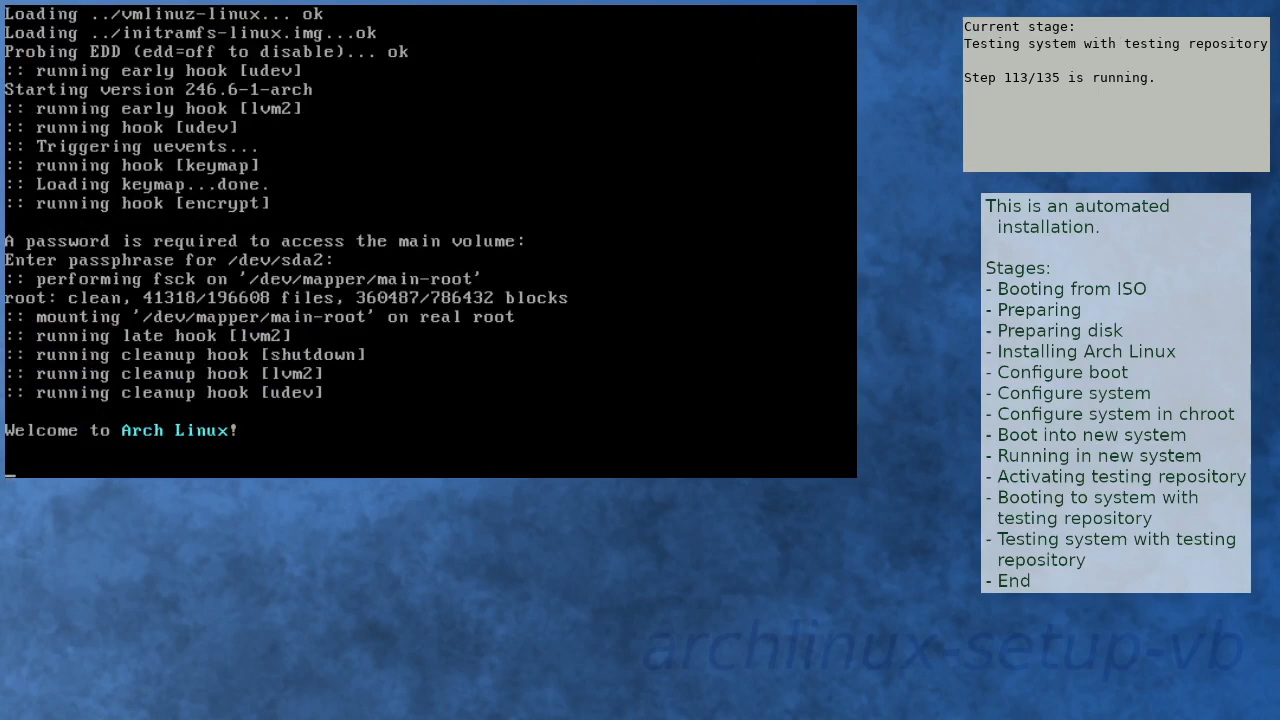 Loading ../vmlinuz-linux... ok
Loading ../initramfs-linux.img...ok
Probing EDD (edd=off to disable)... ok
:: running early hook [udev]
Starting version 246.6-1-arch
:: running early hook [lvm2]
:: running hook [udev]
:: Triggering uevents...
:: running hook [keymap]
:: Loading keymap...done.
:: running hook [encrypt]
A password is required to access the main volume:
Enter passphrase for /dev/sda2:
:: performing fsck on '/dev/mapper/main-root'
root: clean, 41318/196608 files, 360487/786432 blocks
:: mounting '/dev/mapper/main-root' on real root
:: running late hook [lvm2]
:: running cleanup hook [shutdown]
:: running cleanup hook [lvm2]
:: running cleanup hook [udev]
Welcome to Arch Linux!
Current stage:
Testing system with testing repository
Step 113/135 is running.
This is an automated
installation.
Stages:
- Booting from ISO
- Preparing
- Preparing disk
- Installing Arch Linux
- Configure boot
- Configure system
- Configure system in chroot
- Boot into new system
- Running in new system
- Activating testing repository
- Booting to system with
testing repository
- Testing system with testing
repository
- End
archlinux-setup-vb